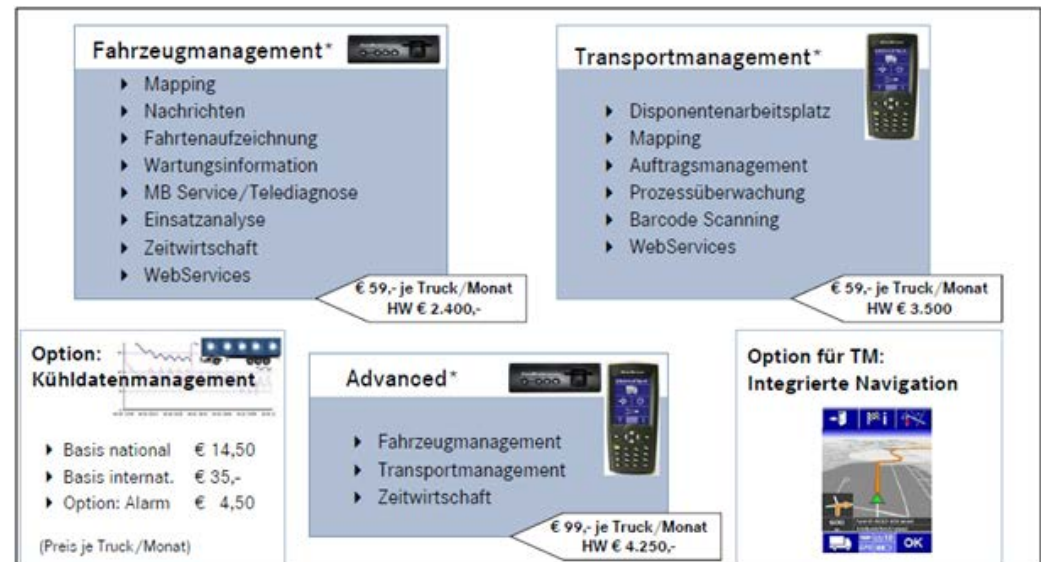 Fahrzeugmanagement*
Mapping
Nachrichten
Fahrtenaufzeichnung
Wartungsinformation
MB Service/Telediagnose
Einsatzanalyse
Zeitwirtschaft
WebServices
€ 59,- je Truck/Monat
HW € 2.400,-
Transportmanagement*
Disponentenarbeitsplatz
Mapping
Auftragsmanagement
Prozessüberwachung
Barcode Scanning
WebServices
€ 59,- je Truck/Monat
HW € 3.500
Option:
Kühldatenmanagement
Basis national € 14,50
Basis internat. € 35,-
Option: Alarm € 4,50
(Preis je Truck/Monat)
Advanced*
Fahrzeugmanagement
Transportmanagement
Zeitwirtschaft
€ 99,- je Truck/Monat
HW € 4.250,-
Option für TM:
Integrierte Navigation
OK